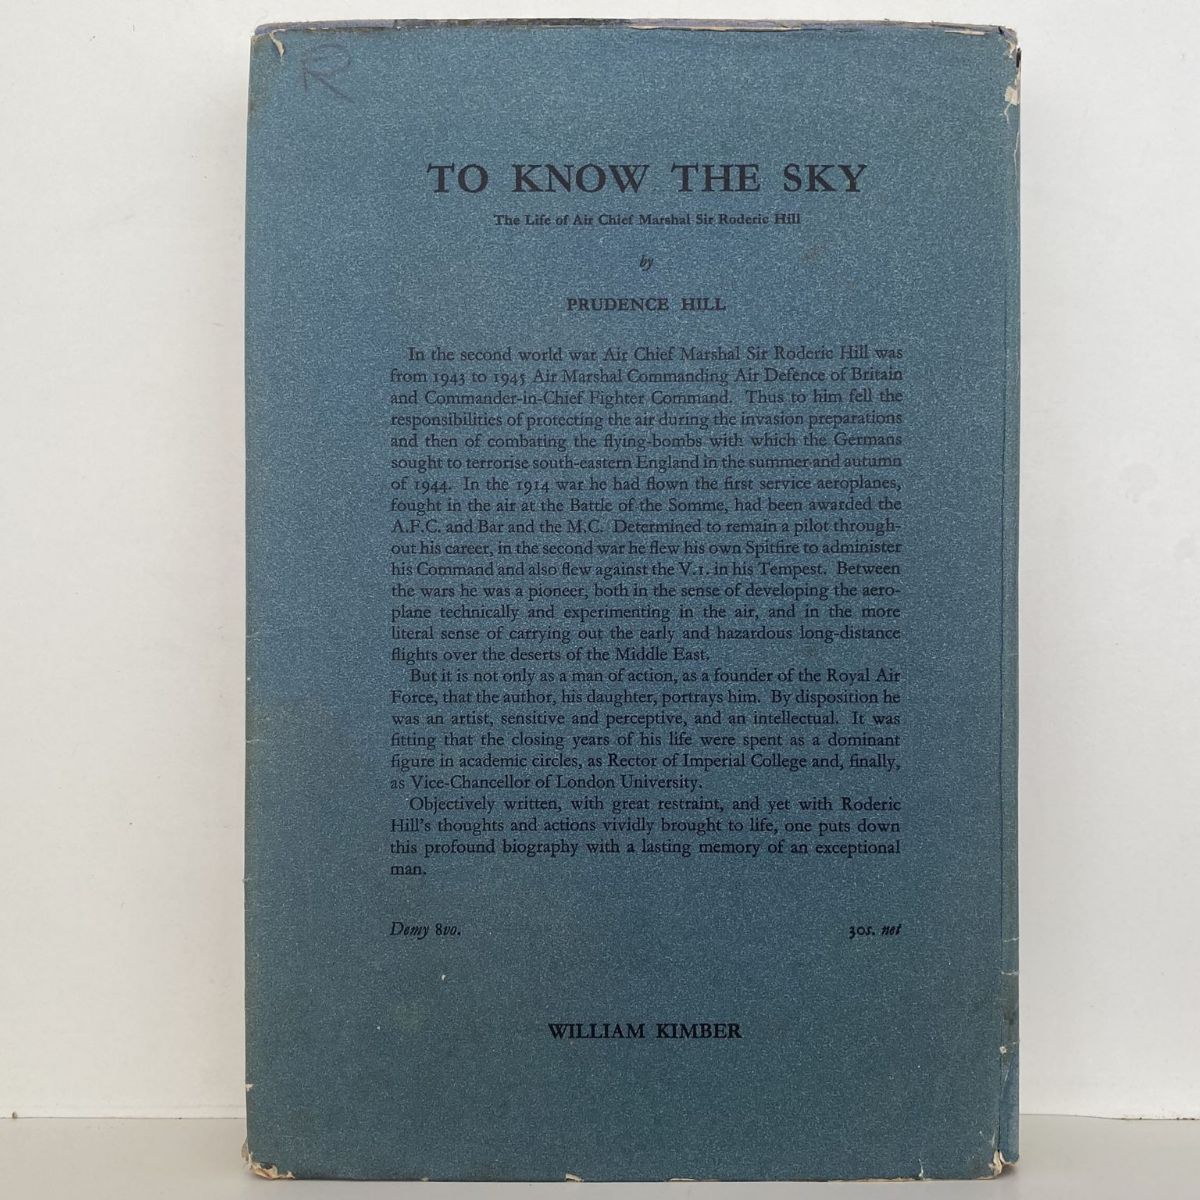 R
TO KNOW THE SKY
The Life of Air Chief Marshal Sir Roderic Hill
by
PRUDENCE HILL
In the second world war Air Chief Marshal Sir Roderic Hill was
from 1943 to 1945 Air Marshal Commanding Air Defence of Britain
and Commander-in-Chief Fighter Command. Thus to him fell the
responsibilities of protecting the air during the invasion preparations
and then of combating the flying-bombs with which the Germans
sought to terrorise south-eastern England in the summer and autumn
of 1944. In the 1914 war he had flown the first service aeroplanes,
fought in the air at the Battle of the Somme, had been awarded the
A.F.C. and Bar and the M.C. Determined to remain a pilot through-
out his career, in the second war he flew his own Spitfire to administer
his Command and also flew against the V.1. in his Tempest. Between
the wars he was a pioneer, both in the sense of developing the aero-
plane technically and experimenting in the air, and in the more
literal sense of carrying out the early and hazardous long-distance
flights over the deserts of the Middle East.
But it is not only as a man of action, as a founder of the Royal Air
Force, that the author, his daughter, portrays him. By disposition he
was an artist, sensitive and perceptive, and an intellectual. It was
fitting that the closing years of his life were spent as a dominant
figure in academic circles, as Rector of Imperial College and, finally,
as Vice-Chancellor of London University.
Objectively written, with great restraint, and yet with Roderic
Hill's thoughts and actions vividly brought to life, one puts down
this profound biography with a lasting memory of an exceptional
man.
Demy 8vo. 30s. net
WILLIAM KIMBER